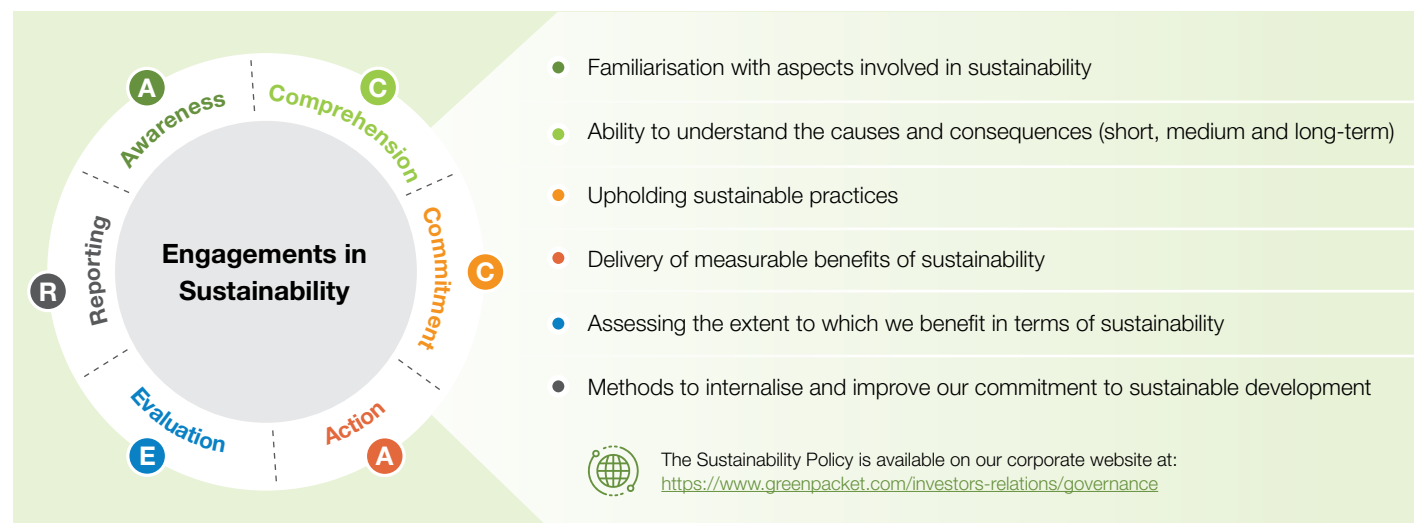 A
Awareness
C
Comprehension
C
Commitment
A
Action
E
Evaluation
R
Reporting
Engagements in
Sustainability
Familiarisation with aspects involved in sustainability
Ability to understand the causes and consequences (short, medium and long-term)
Upholding sustainable practices
Delivery of measurable benefits of sustainability
Assessing the extent to which we benefit in terms of sustainability
Methods to internalise and improve our commitment to sustainable development
The Sustainability Policy is available on our corporate website at:
https://www.greenpacket.com/investors-relations/governance